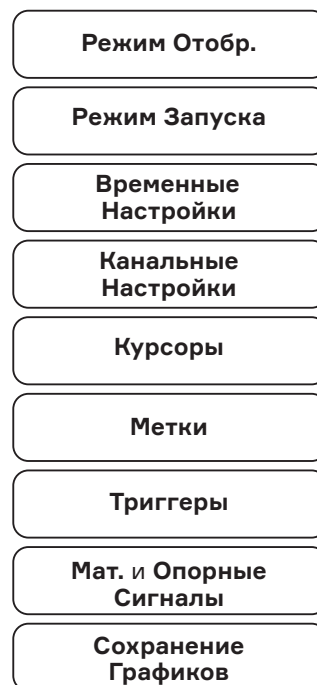 Режим Отобр.
Режим Запуска
Временные
Настройки
Канальные
Настройки
Курсоры
Метки
Триггеры
Мат. и Опорные
Сигналы
Сохранение
Графиков